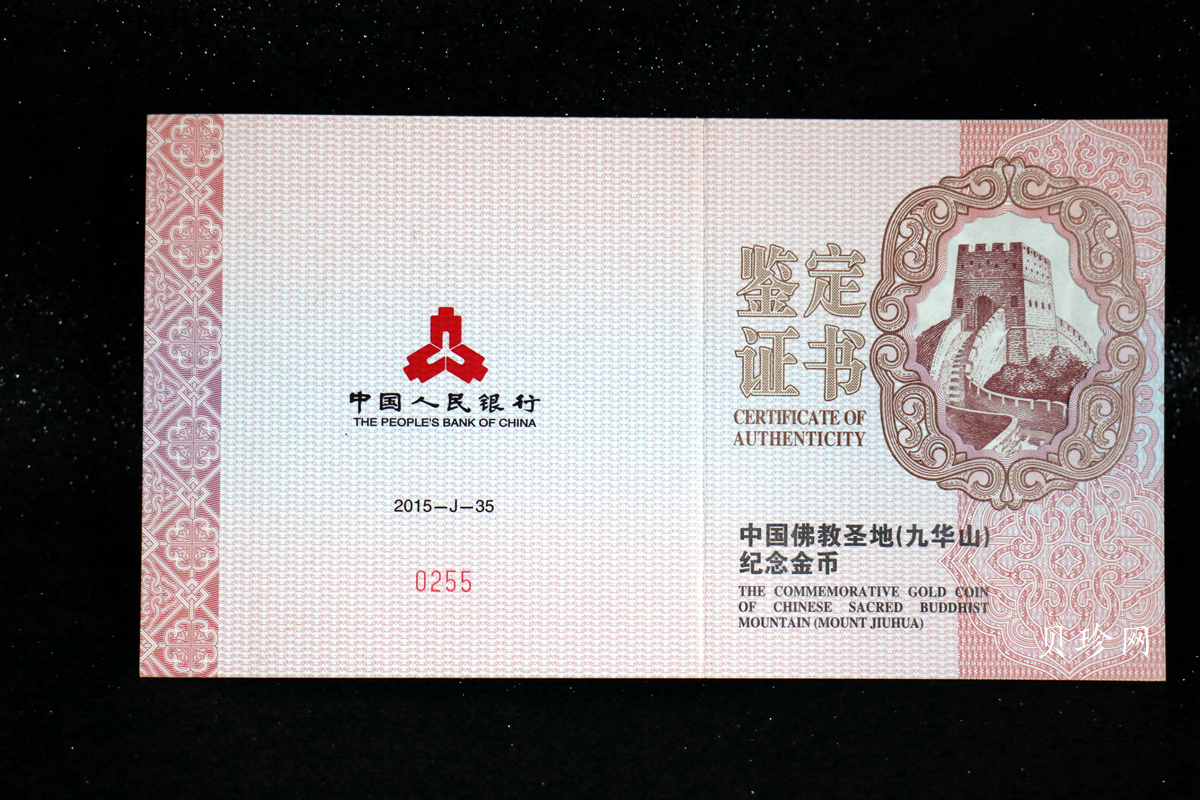 中国人民银行
THE PEOPLE'S BANK OF CHINA
2015—J—35
0255
鉴定
证书
CERTIFICATE OF
AUTHENTICITY
中国佛教圣地(九华山)
纪念金币
THE COMMEMORATIVE GOLD COIN
OF CHINESE SACRED BUDDHIST
MOUNTAIN (MOUNT JIUHUA)
贝珍网